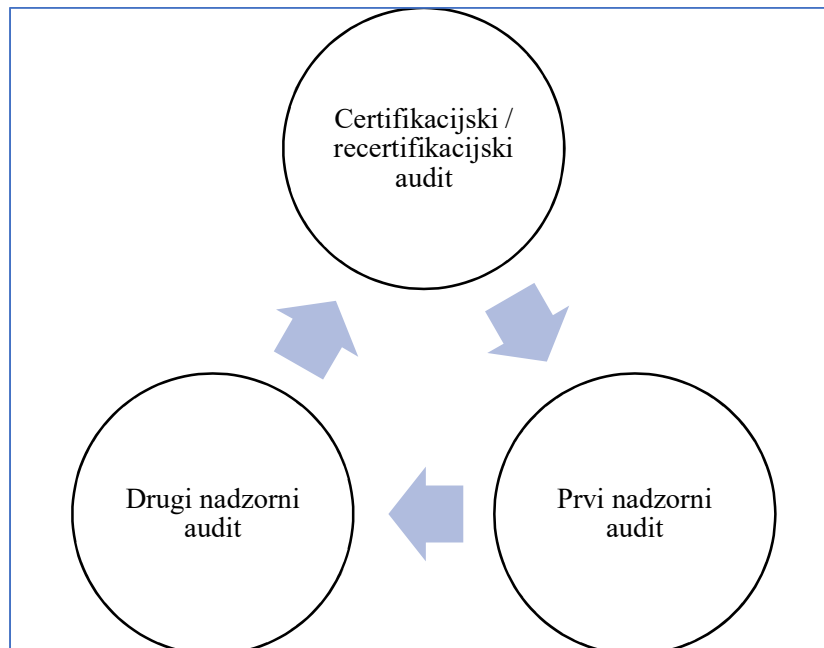 Certifikacijski /
recertifikacijski
audit
Drugi nadzorni
audit
Prvi nadzorni
audit